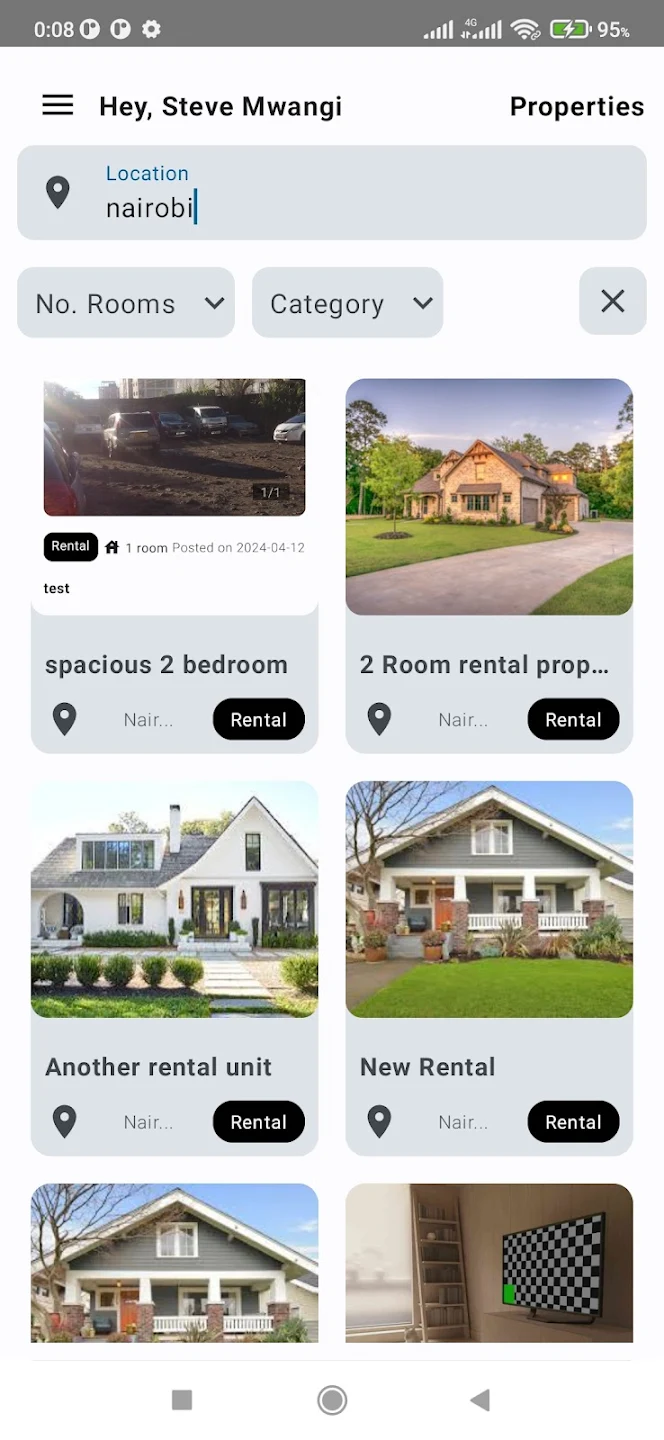 0:08 4G 95%
Hey, Steve Mwangi Properties
Location
nairobi
No. Rooms Category
1/1
Rental 1 room Posted on 2024-04-12
test
spacious 2 bedroom
Nair... Rental
2 Room rental prop...
Nair... Rental
Another rental unit
Nair... Rental
New Rental
Nair... Rental